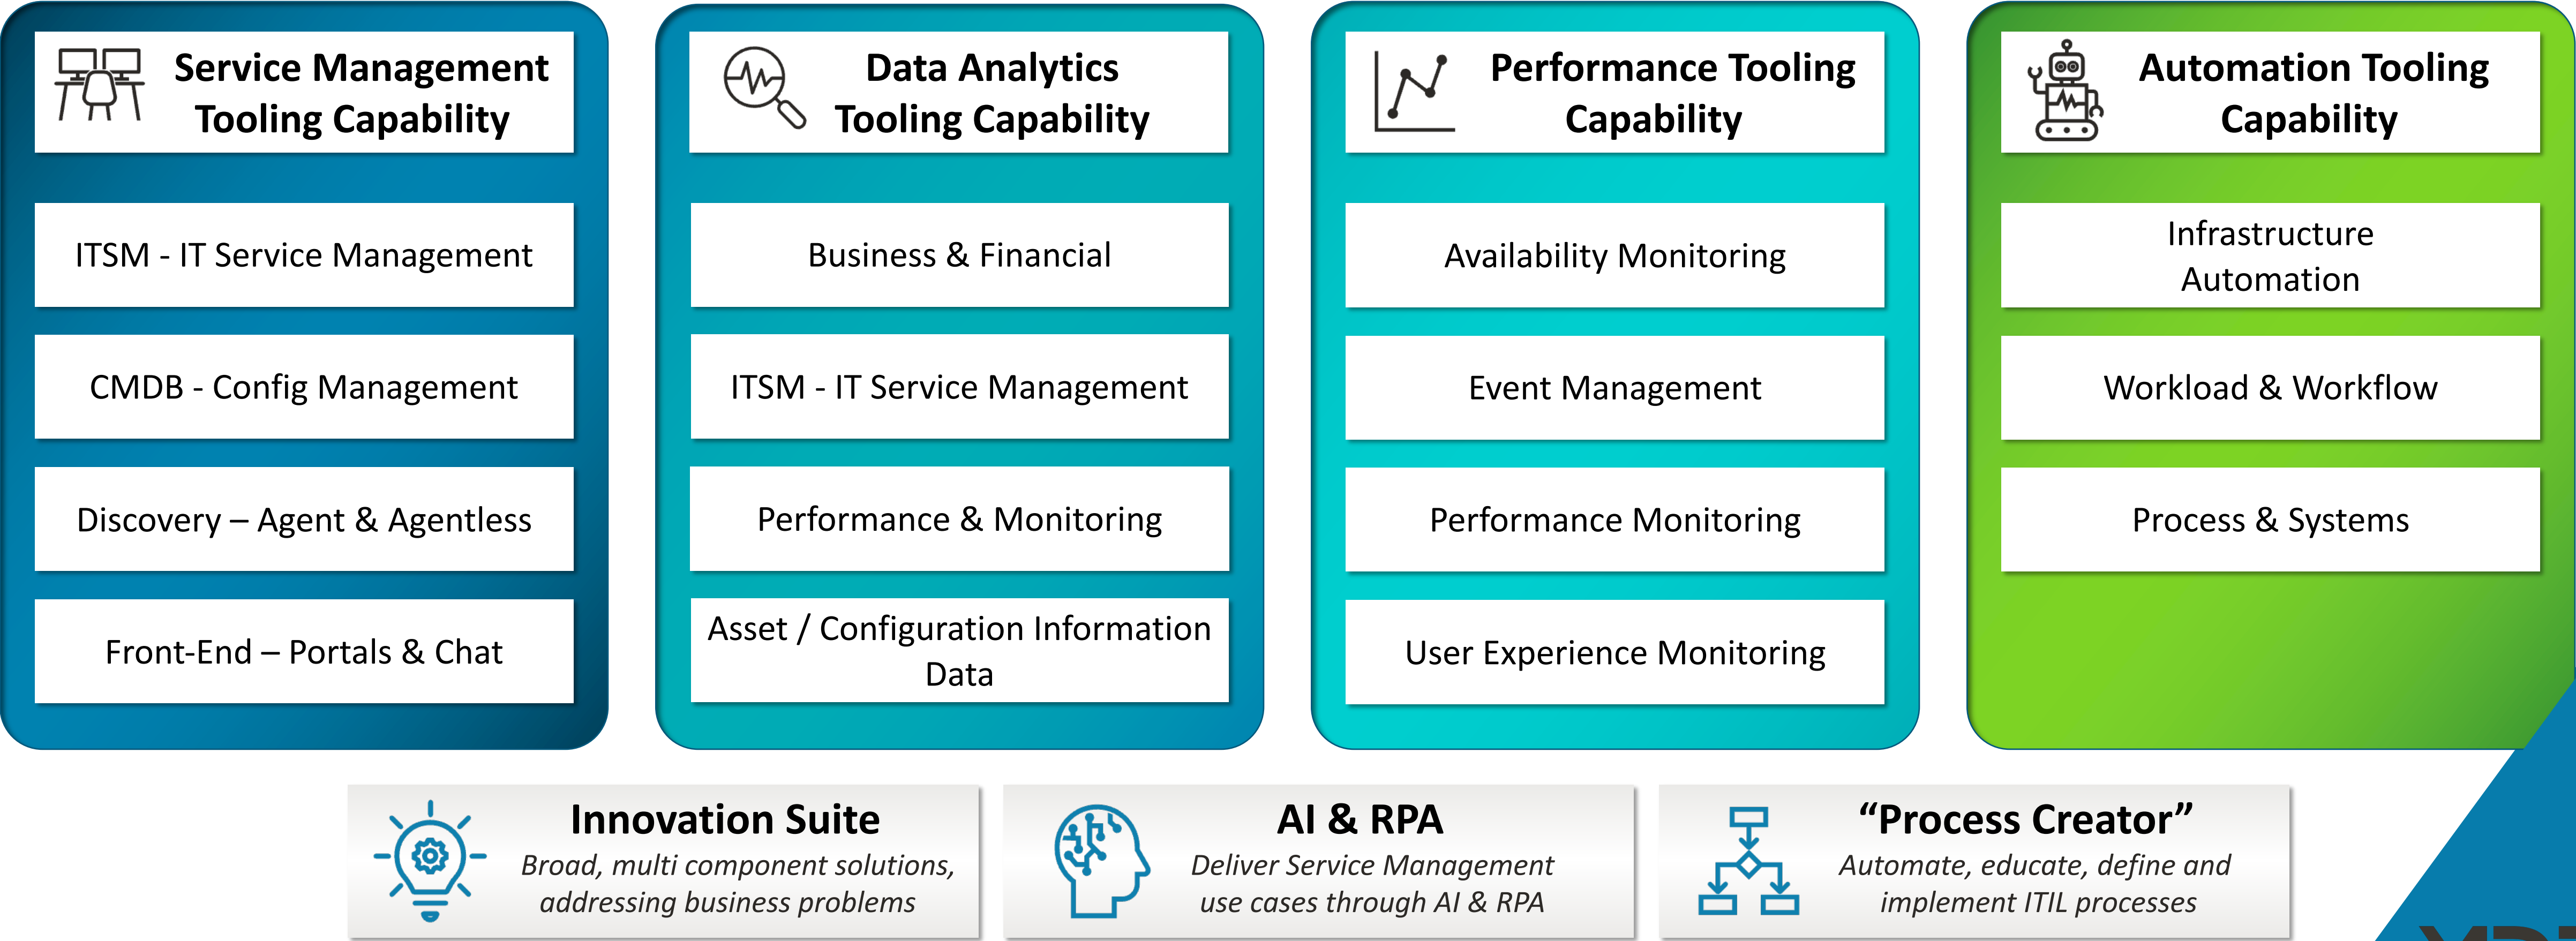 Service Management
Tooling Capability
ITSM - IT Service Management
CMDB - Config Management
Discovery – Agent & Agentless
Front-End – Portals & Chat
Data Analytics
Tooling Capability
Business & Financial
ITSM - IT Service Management
Performance & Monitoring
Asset / Configuration Information
Data
Performance Tooling
Capability
Availability Monitoring
Event Management
Performance Monitoring
User Experience Monitoring
Automation Tooling
Capability
Infrastructure
Automation
Workload & Workflow
Process & Systems
Innovation Suite
Broad, multi component solutions,
addressing business problems
AI & RPA
Deliver Service Management
use cases through AI & RPA
“Process Creator”
Automate, educate, define and
implement ITIL processes